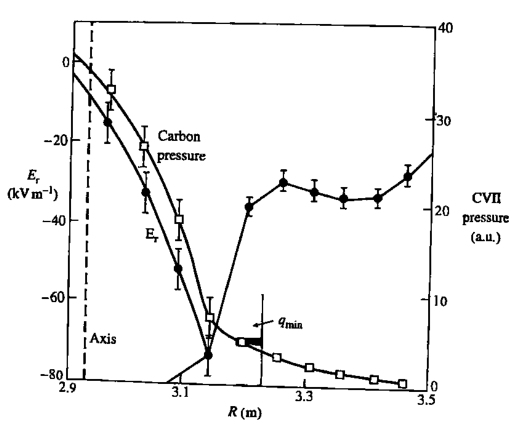 40
0
30
Carbon
pressure
−20
E_r
(kV m⁻¹)
CVII
pressure
(a.u.)
−40
20
E_r
−60
10
q_min
Axis
−80
0
2.9
3.1
3.3
3.5
R (m)